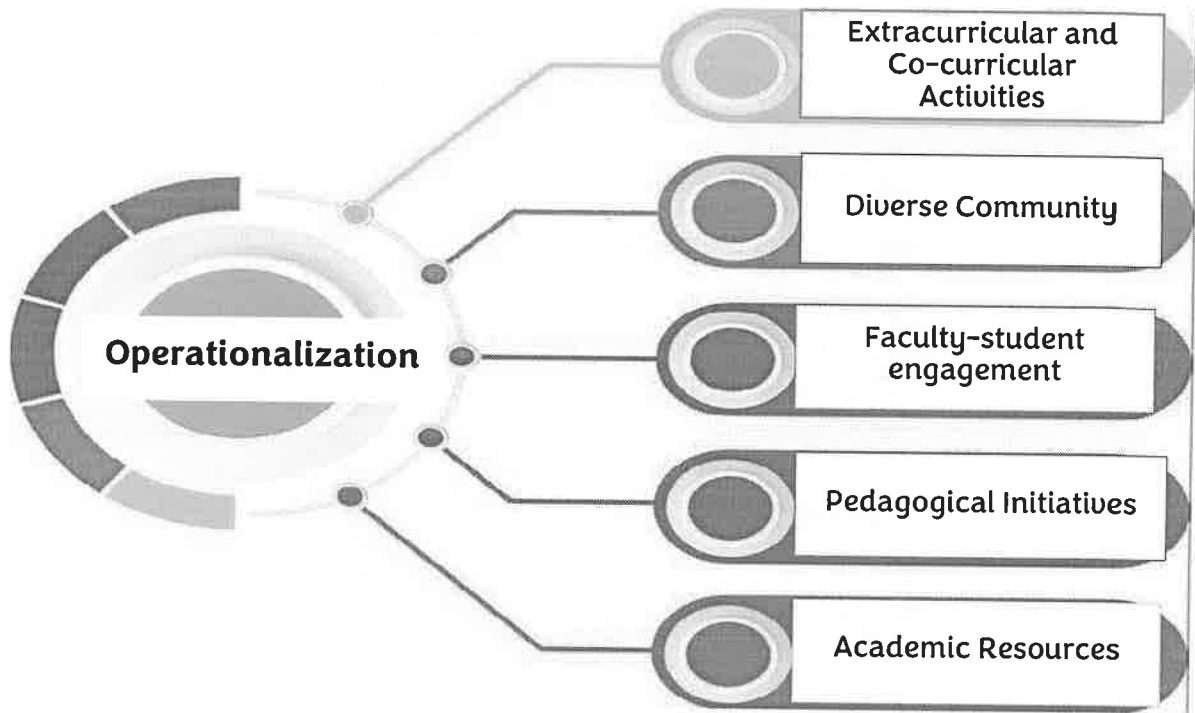 Extracurricular and
Co-curricular
Activities
Diverse Community
Operationalization
Faculty-student
engagement
Pedagogical Initiatives
Academic Resources